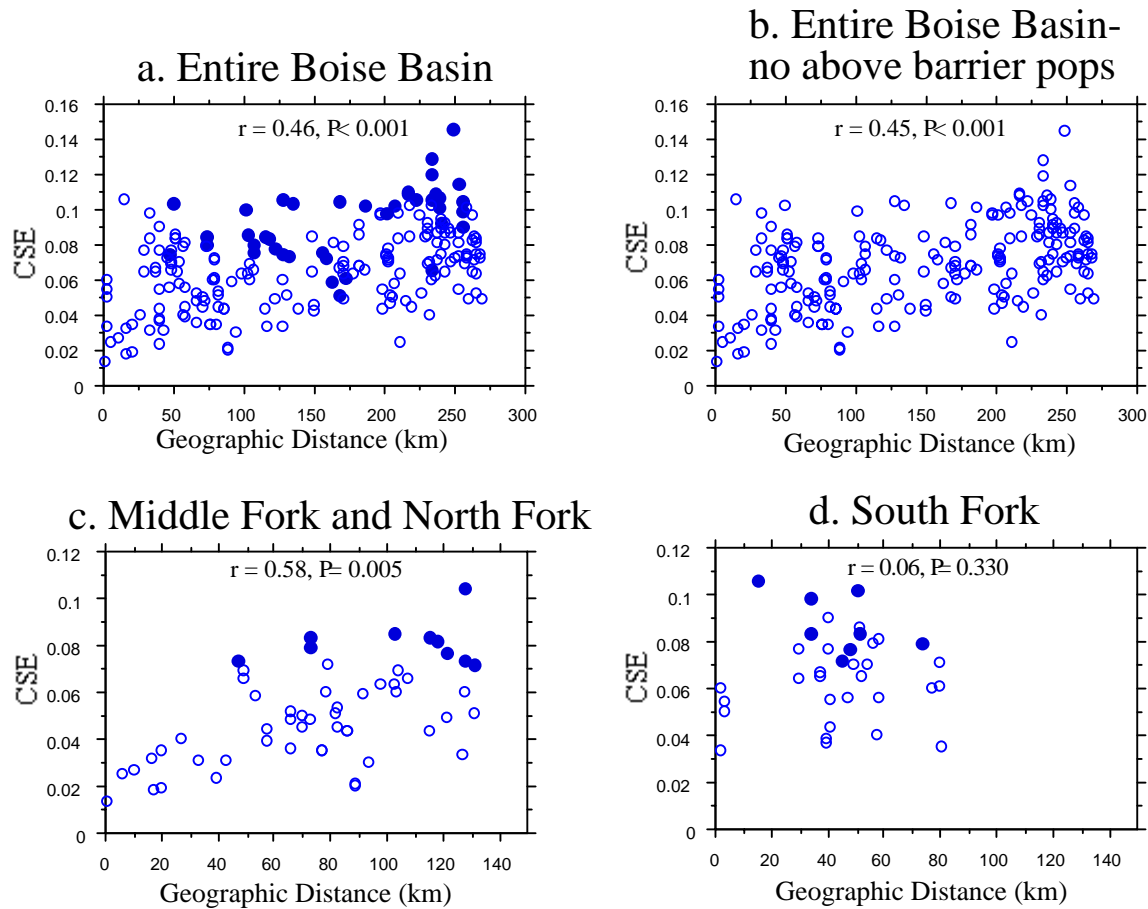 a. Entire Boise Basin
b. Entire Boise Basin-
no above barrier pops
r = 0.46, P< 0.001
r = 0.45, P< 0.001
CSE
0.16
0.14
0.12
0.1
0.08
0.06
0.04
0.02
0
0 50 100 150 200 250 300
Geographic Distance (km)
CSE
0.16
0.14
0.12
0.1
0.08
0.06
0.04
0.02
0
0 50 100 150 200 250 300
Geographic Distance (km)
c. Middle Fork and North Fork
r = 0.58, P= 0.005
CSE
0.12
0.1
0.08
0.06
0.04
0.02
0
0 20 40 60 80 100 120 140
Geographic Distance (km)
d. South Fork
r = 0.06, P= 0.330
CSE
0.12
0.1
0.08
0.06
0.04
0.02
0
0 20 40 60 80 100 120 140
Geographic Distance (km)